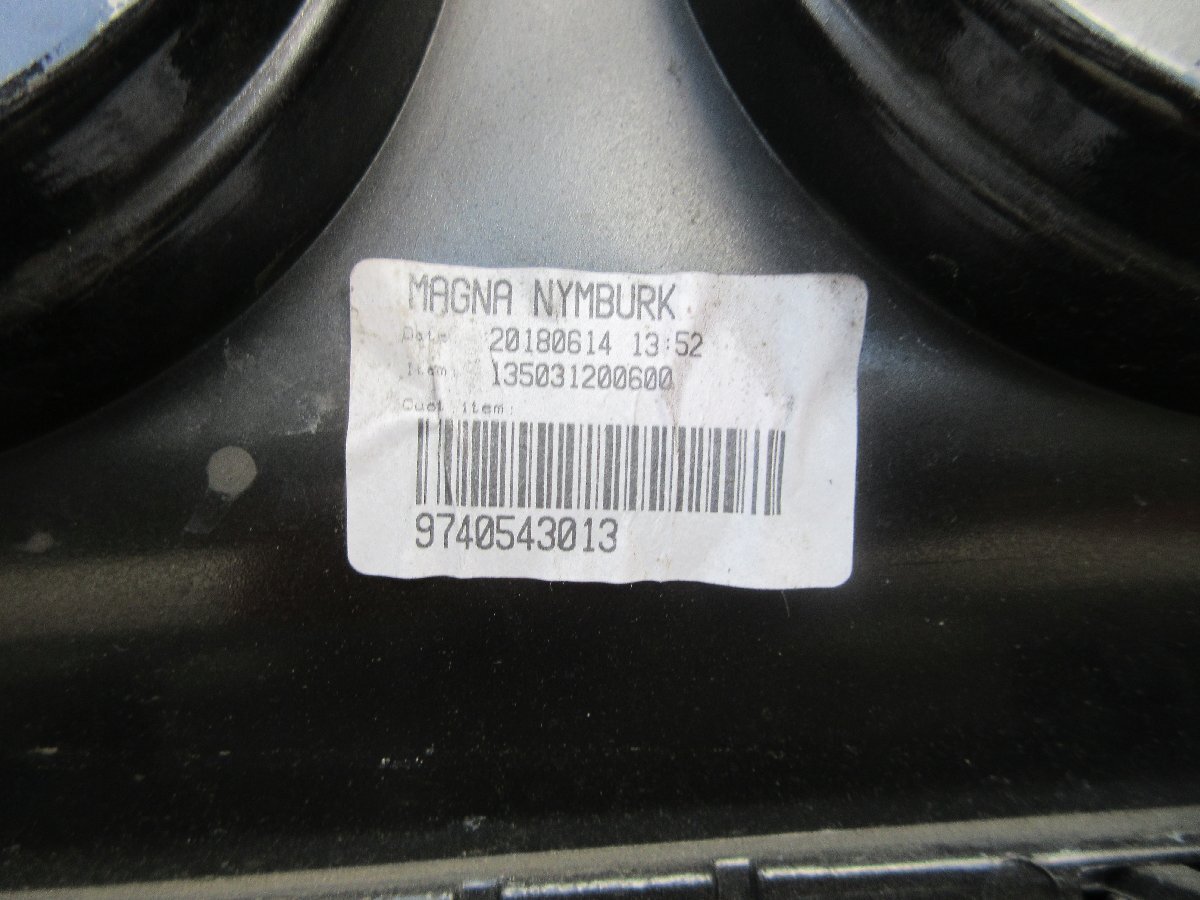 MAGNA NYMBURK
Date 20180614 13:52
Item: 135031200600
Cust item:
9740543013